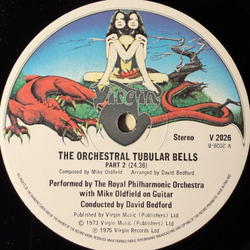 Virgin
Stereo
V 2026
THE ORCHESTRAL TUBULAR BELLS
PART 2 (24.36)
Composed by Mike Oldfield Arranged by David Bedford
Performed by The Royal Philharmonic Orchestra
with Mike Oldfield on Guitar
Conducted by David Bedford
Published by Virgin Music (Publishers) Ltd
Ⓟ 1973 Virgin Music (Publishers) Ltd
Ⓒ 1975 Virgin Records Ltd